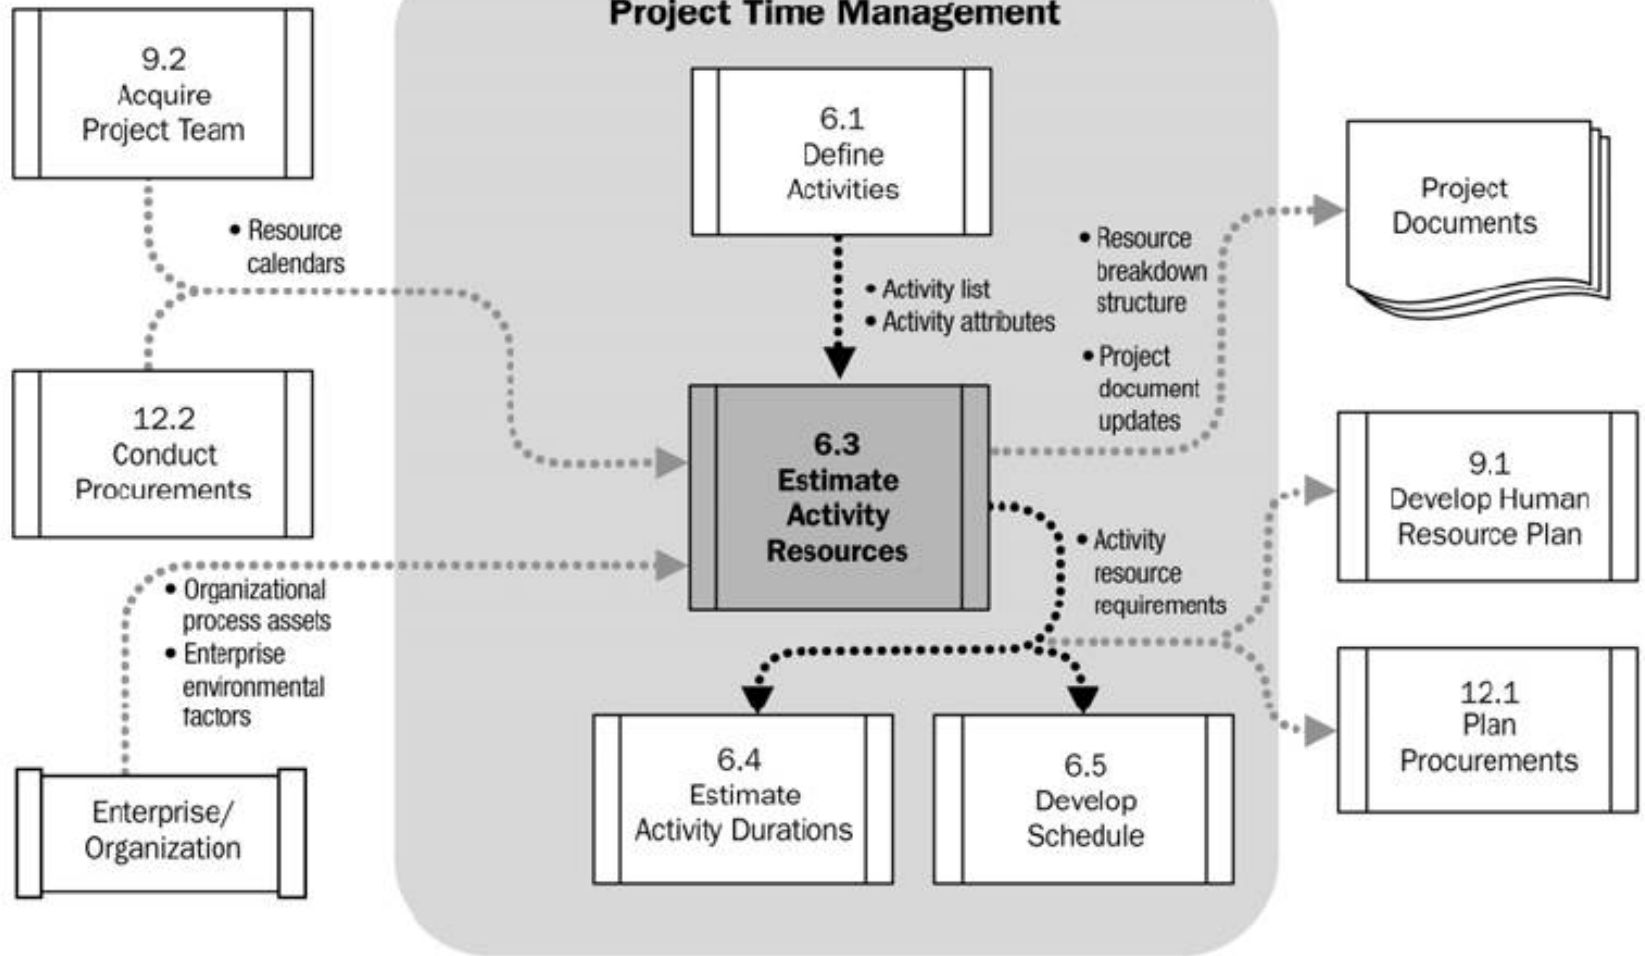 Project Time Management
9.2
Acquire
Project Team
6.1
Define
Activities
Project
Documents
• Resource
calendars
• Resource
breakdown
structure
• Activity list
• Activity attributes
• Project
document
updates
12.2
Conduct
Procurements
6.3
Estimate
Activity
Resources
9.1
Develop Human
Resource Plan
• Activity
resource
requirements
• Organizational
process assets
• Enterprise
environmental
factors
12.1
Plan
Procurements
6.4
Estimate
Activity Durations
6.5
Develop
Schedule
Enterprise/
Organization